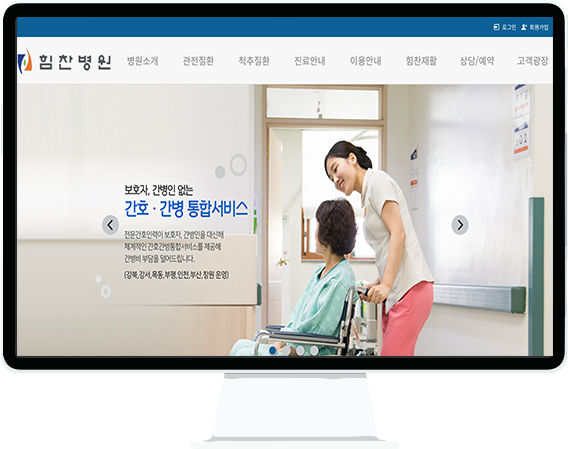 로그인 회원가입
힘찬병원 병원소개 관전질환 척추질환 진료안내 이용안내 힘찬재활 상담/예약 고객광장
보호자, 간병인 없는
간호·간병 통합서비스
전문간호인력이 보호자, 간병인을 대신해
체계적인 간호간병통합서비스를 제공해
간병비 부담을 덜어드립니다.
(강북,강서,목동,부평,인천,부산,창원 운영)